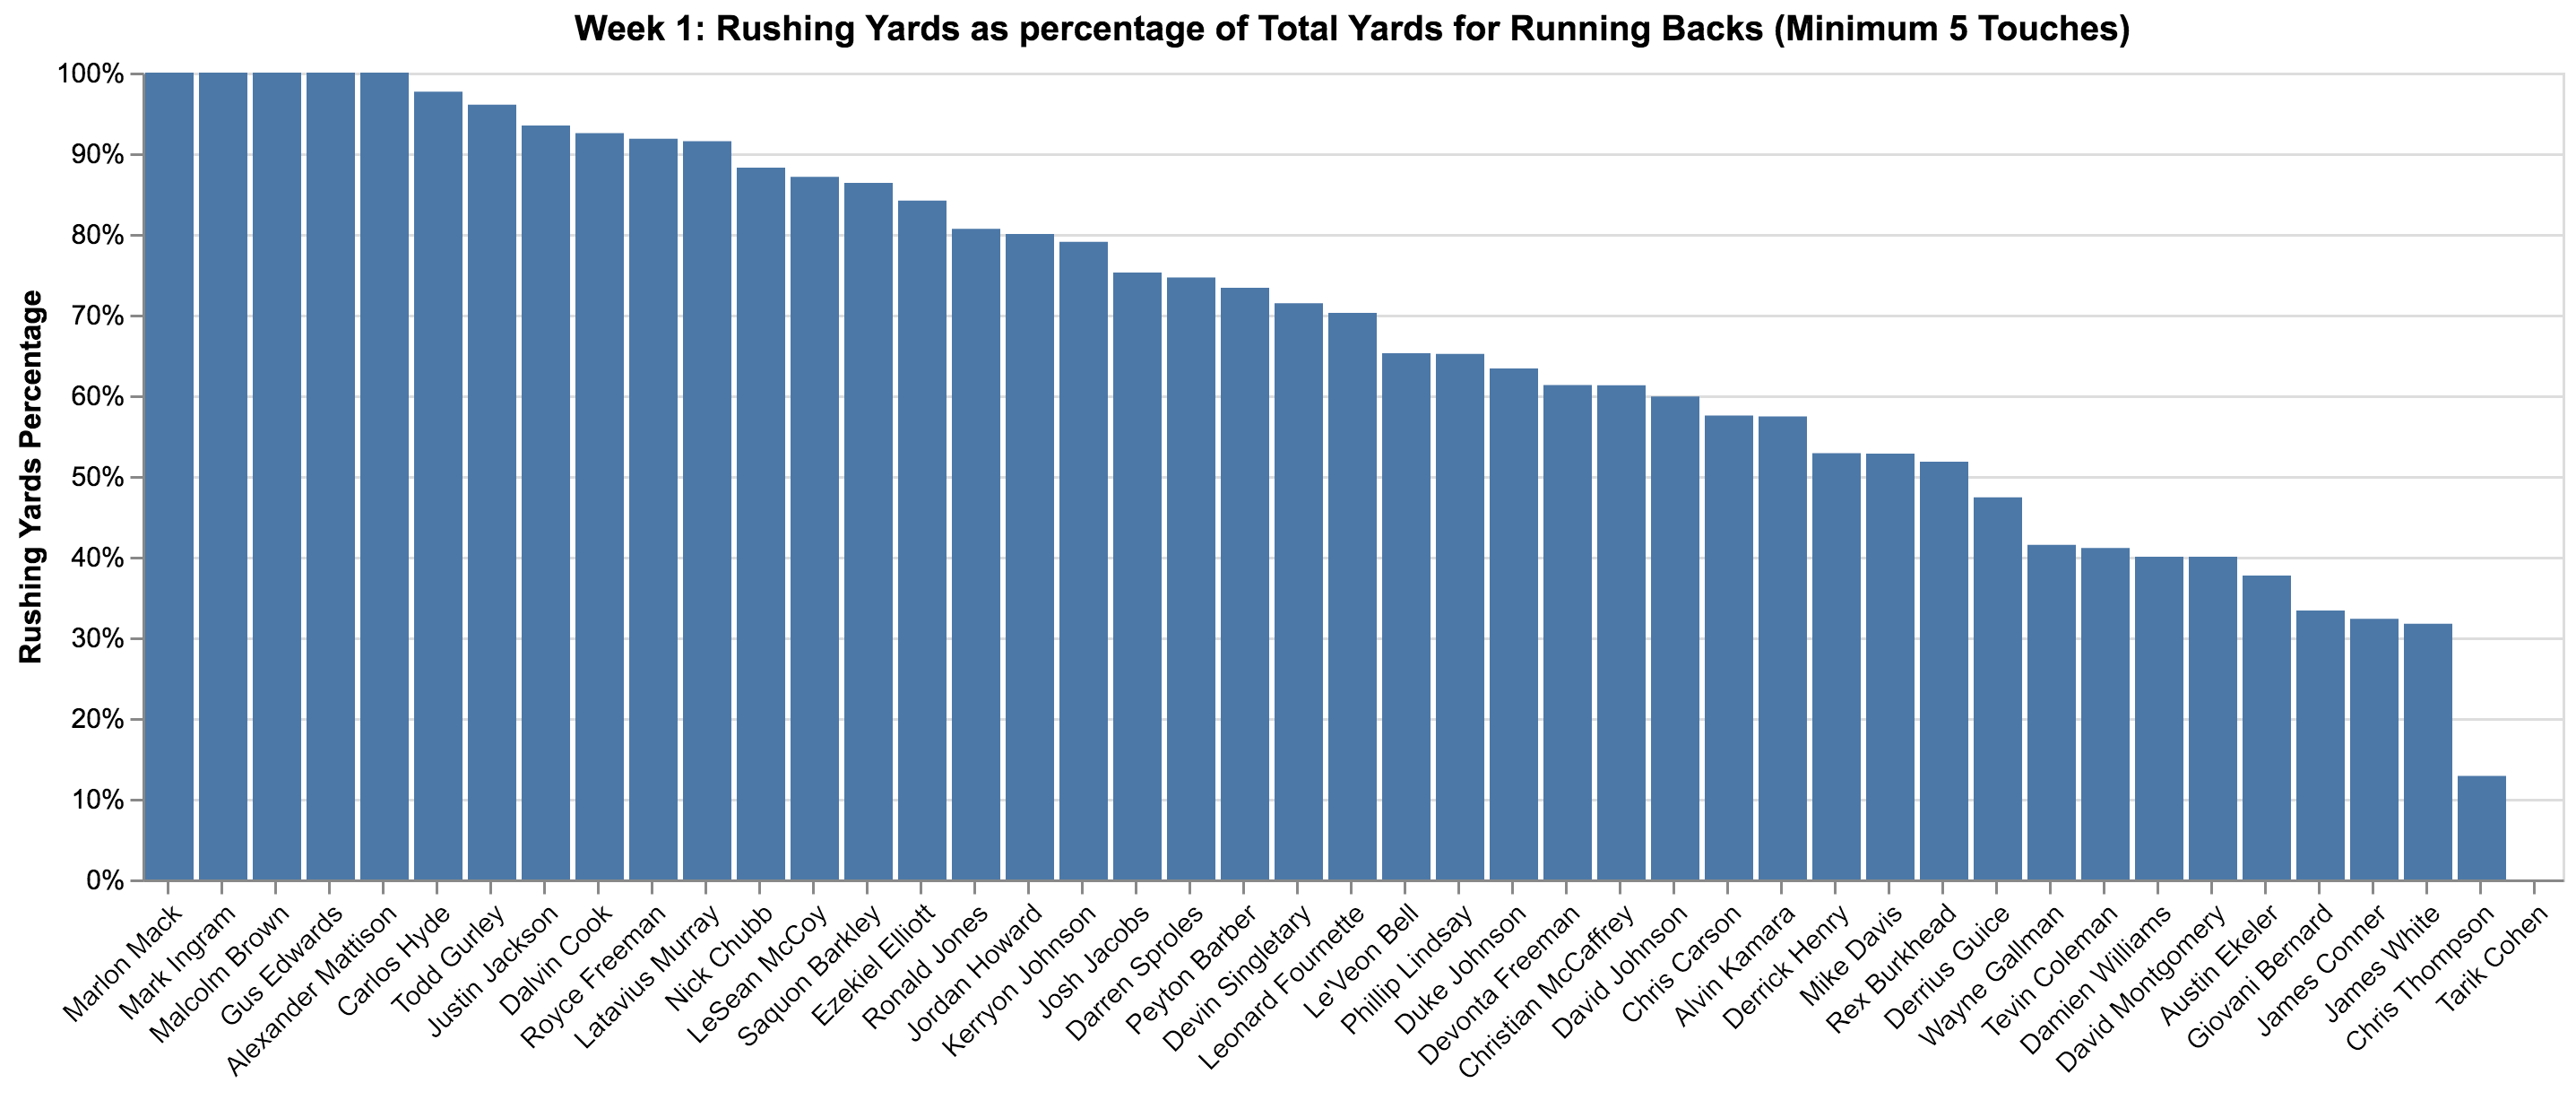 Week 1: Rushing Yards as percentage of Total Yards for Running Backs (Minimum 5 Touches)
Rushing Yards Percentage
100%
90%
80%
70%
60%
50%
40%
30%
20%
10%
0%
Marlon Mack
Mark Ingram
Malcolm Brown
Gus Edwards
Alexander Mattison
Carlos Hyde
Todd Gurley
Justin Jackson
Dalvin Cook
Royce Freeman
Latavius Murray
Nick Chubb
LeSean McCoy
Saquon Barkley
Ezekiel Elliott
Ronald Jones
Jordan Howard
Kerryon Johnson
Josh Jacobs
Darren Sproles
Peyton Barber
Devin Singletary
Leonard Fournette
Le'Veon Bell
Phillip Lindsay
Duke Johnson
Devonta Freeman
Christian McCaffrey
David Johnson
Chris Carson
Alvin Kamara
Derrick Henry
Mike Davis
Rex Burkhead
Derrius Guice
Wayne Gallman
Tevin Coleman
Damien Williams
David Montgomery
Austin Ekeler
Giovani Bernard
James Conner
James White
Chris Thompson
Tarik Cohen